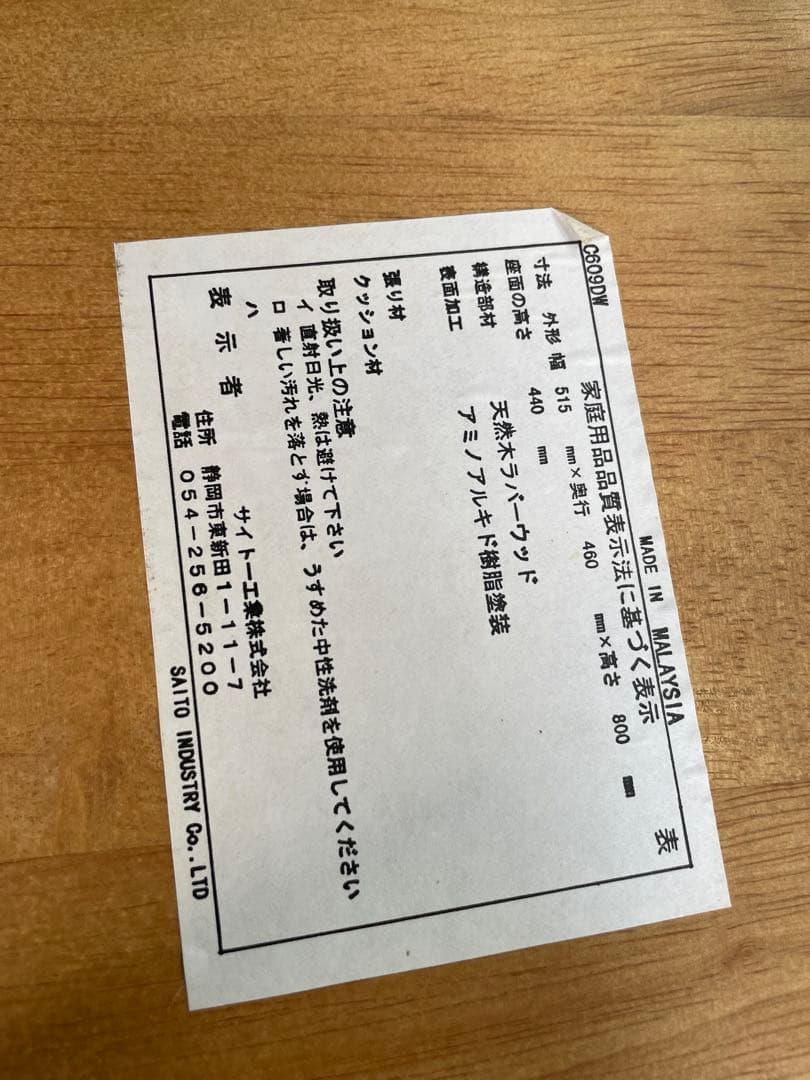 C609DW MADE IN MALAYSIA
家庭用品品質表示法に基づく表示 表
寸法 外形 幅 515 mm×奥行 460 mm×高さ 800 mm
座面の高さ 440 mm
構造部材 天然木ラバーウッド
表面加工 アミノアルキド樹脂塗装
張り材
クッション材
取り扱い上の注意
イ 直射日光、熱は避けて下さい
ロ 著しい汚れを落とす場合は、うすめた中性洗剤を使用してください
ハ
表示者 サイトー工業株式会社
住所 静岡市東新田1-11-7
電話 054-256-5200
SAITO INDUSTRY Co.,LTD